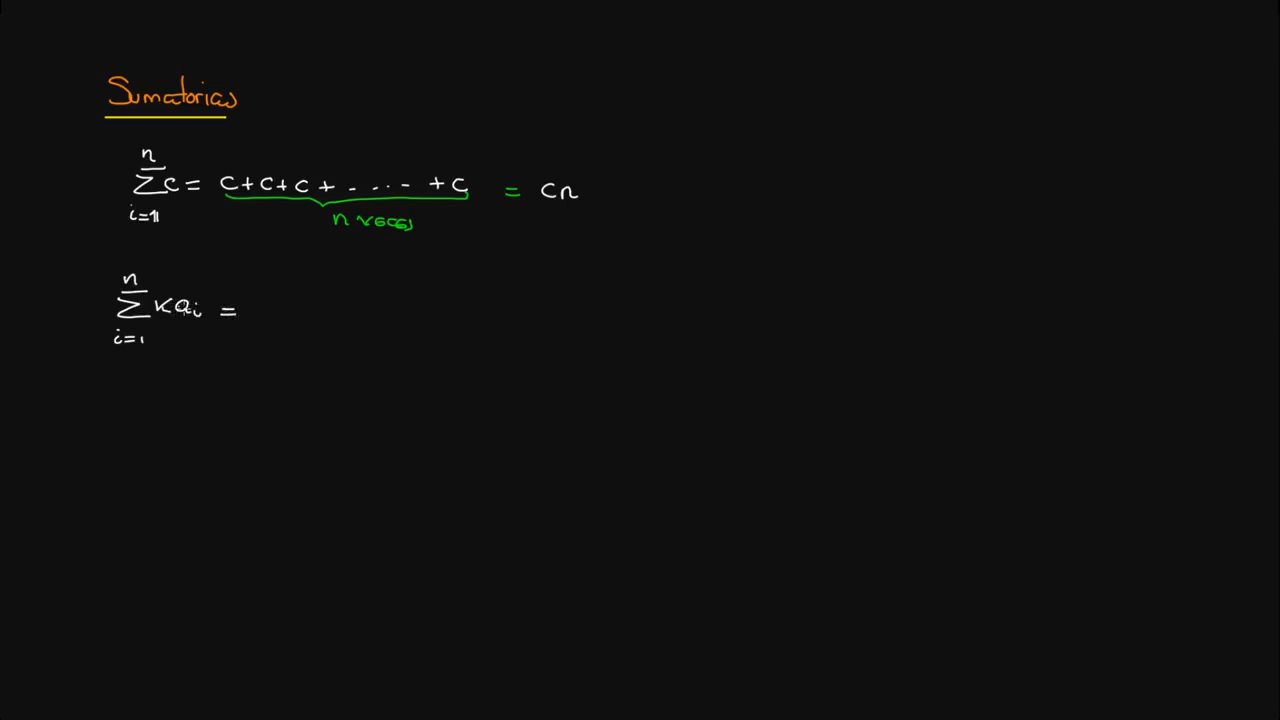 Sumatorias
n
∑ c = c + c + c + ..... + c = cn
i=1
n veces
n
∑ kaᵢ =
i=1